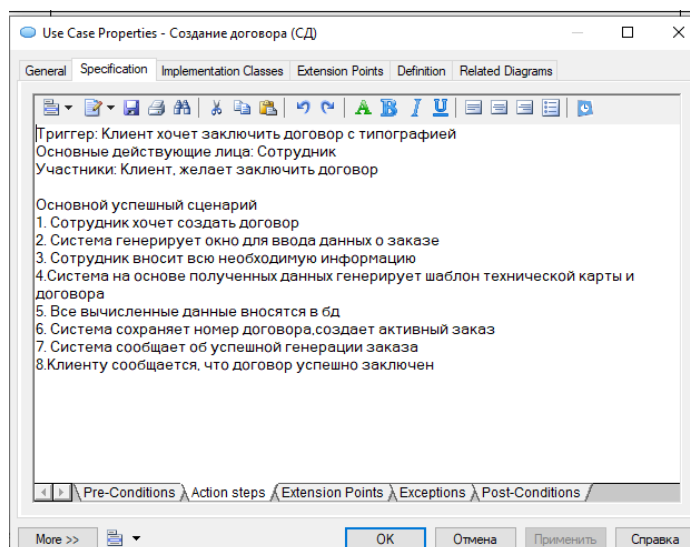 Use Case Properties - Создание договора (СД)
General Specification Implementation Classes Extension Points Definition Related Diagrams
Триггер: Клиент хочет заключить договор с типографией
Основные действующие лица: Сотрудник
Участники: Клиент, желает заключить договор
Основной успешный сценарий
1. Сотрудник хочет создать договор
2. Система генерирует окно для ввода данных о заказе
3. Сотрудник вносит всю необходимую информацию
4.Система на основе полученных данных генерирует шаблон технической карты и
договора
5. Все вычисленные данные вносятся в бд
6. Система сохраняет номер договора,создает активный заказ
7. Система сообщает об успешной генерации заказа
8.Клиенту сообщается, что договор успешно заключен
Pre-Conditions Action steps Extension Points Exceptions Post-Conditions
More >> OK Отмена Применить Справка